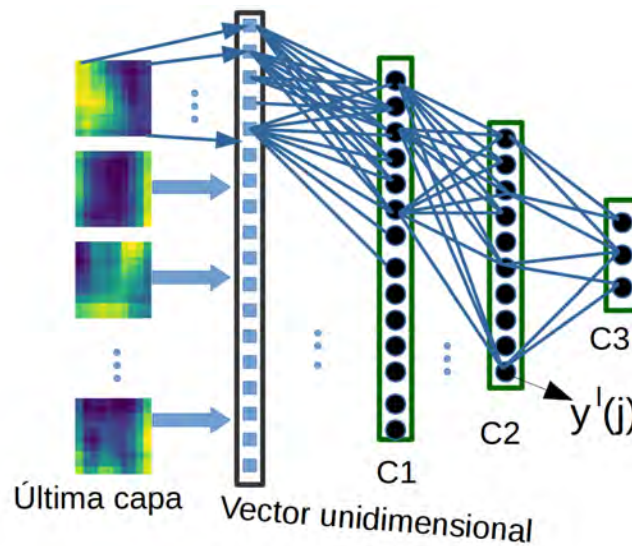 C3
y^l(j)
C2
C1
Última capa
Vector unidimensional